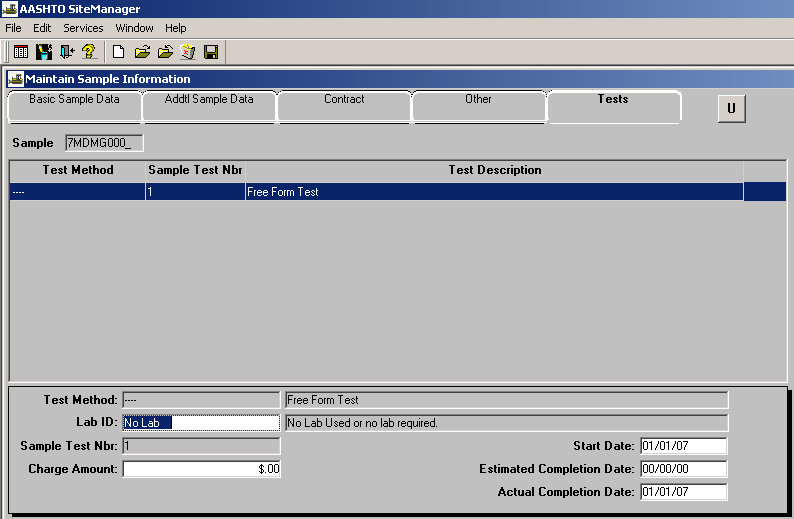 AASHTO SiteManager
File Edit Services Window Help
Maintain Sample Information
Basic Sample Data Addtl Sample Data Contract Other Tests U
Sample 7MDMG000_
Test Method Sample Test Nbr Test Description
---- 1 Free Form Test
Test Method: ---- Free Form Test
Lab ID: No Lab No Lab Used or no lab required.
Sample Test Nbr: 1 Start Date: 01/01/07
Charge Amount: $.00 Estimated Completion Date: 00/00/00
Actual Completion Date: 01/01/07